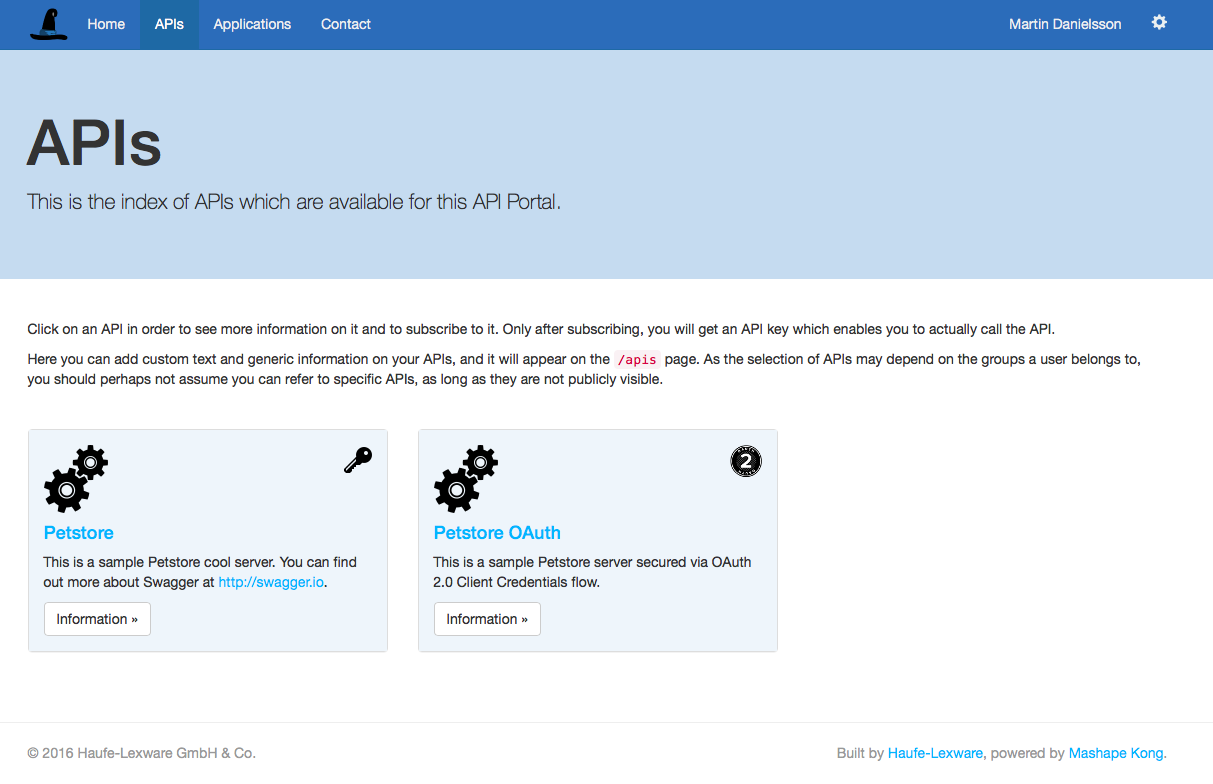 Home APIs Applications Contact Martin Danielsson
APIs
This is the index of APIs which are available for this API Portal.
Click on an API in order to see more information on it and to subscribe to it. Only after subscribing, you will get an API key which enables you to actually call the API.
Here you can add custom text and generic information on your APIs, and it will appear on the /apis page. As the selection of APIs may depend on the groups a user belongs to,
you should perhaps not assume you can refer to specific APIs, as long as they are not publicly visible.
Petstore
This is a sample Petstore cool server. You can find
out more about Swagger at http://swagger.io.
Information »
2
Petstore OAuth
This is a sample Petstore server secured via OAuth
2.0 Client Credentials flow.
Information »
© 2016 Haufe-Lexware GmbH & Co.
Built by Haufe-Lexware, powered by Mashape Kong.